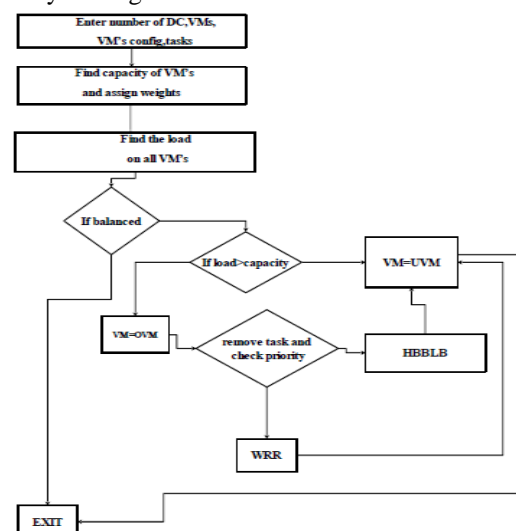 Enter number of DC,VMs,
VM's config,tasks
Find capacity of VM's
and assign weights
Find the load
on all VM's
If balanced
If load>capacity
VM=UVM
VM=OVM
remove task and
check priority
HBBLB
WRR
EXIT